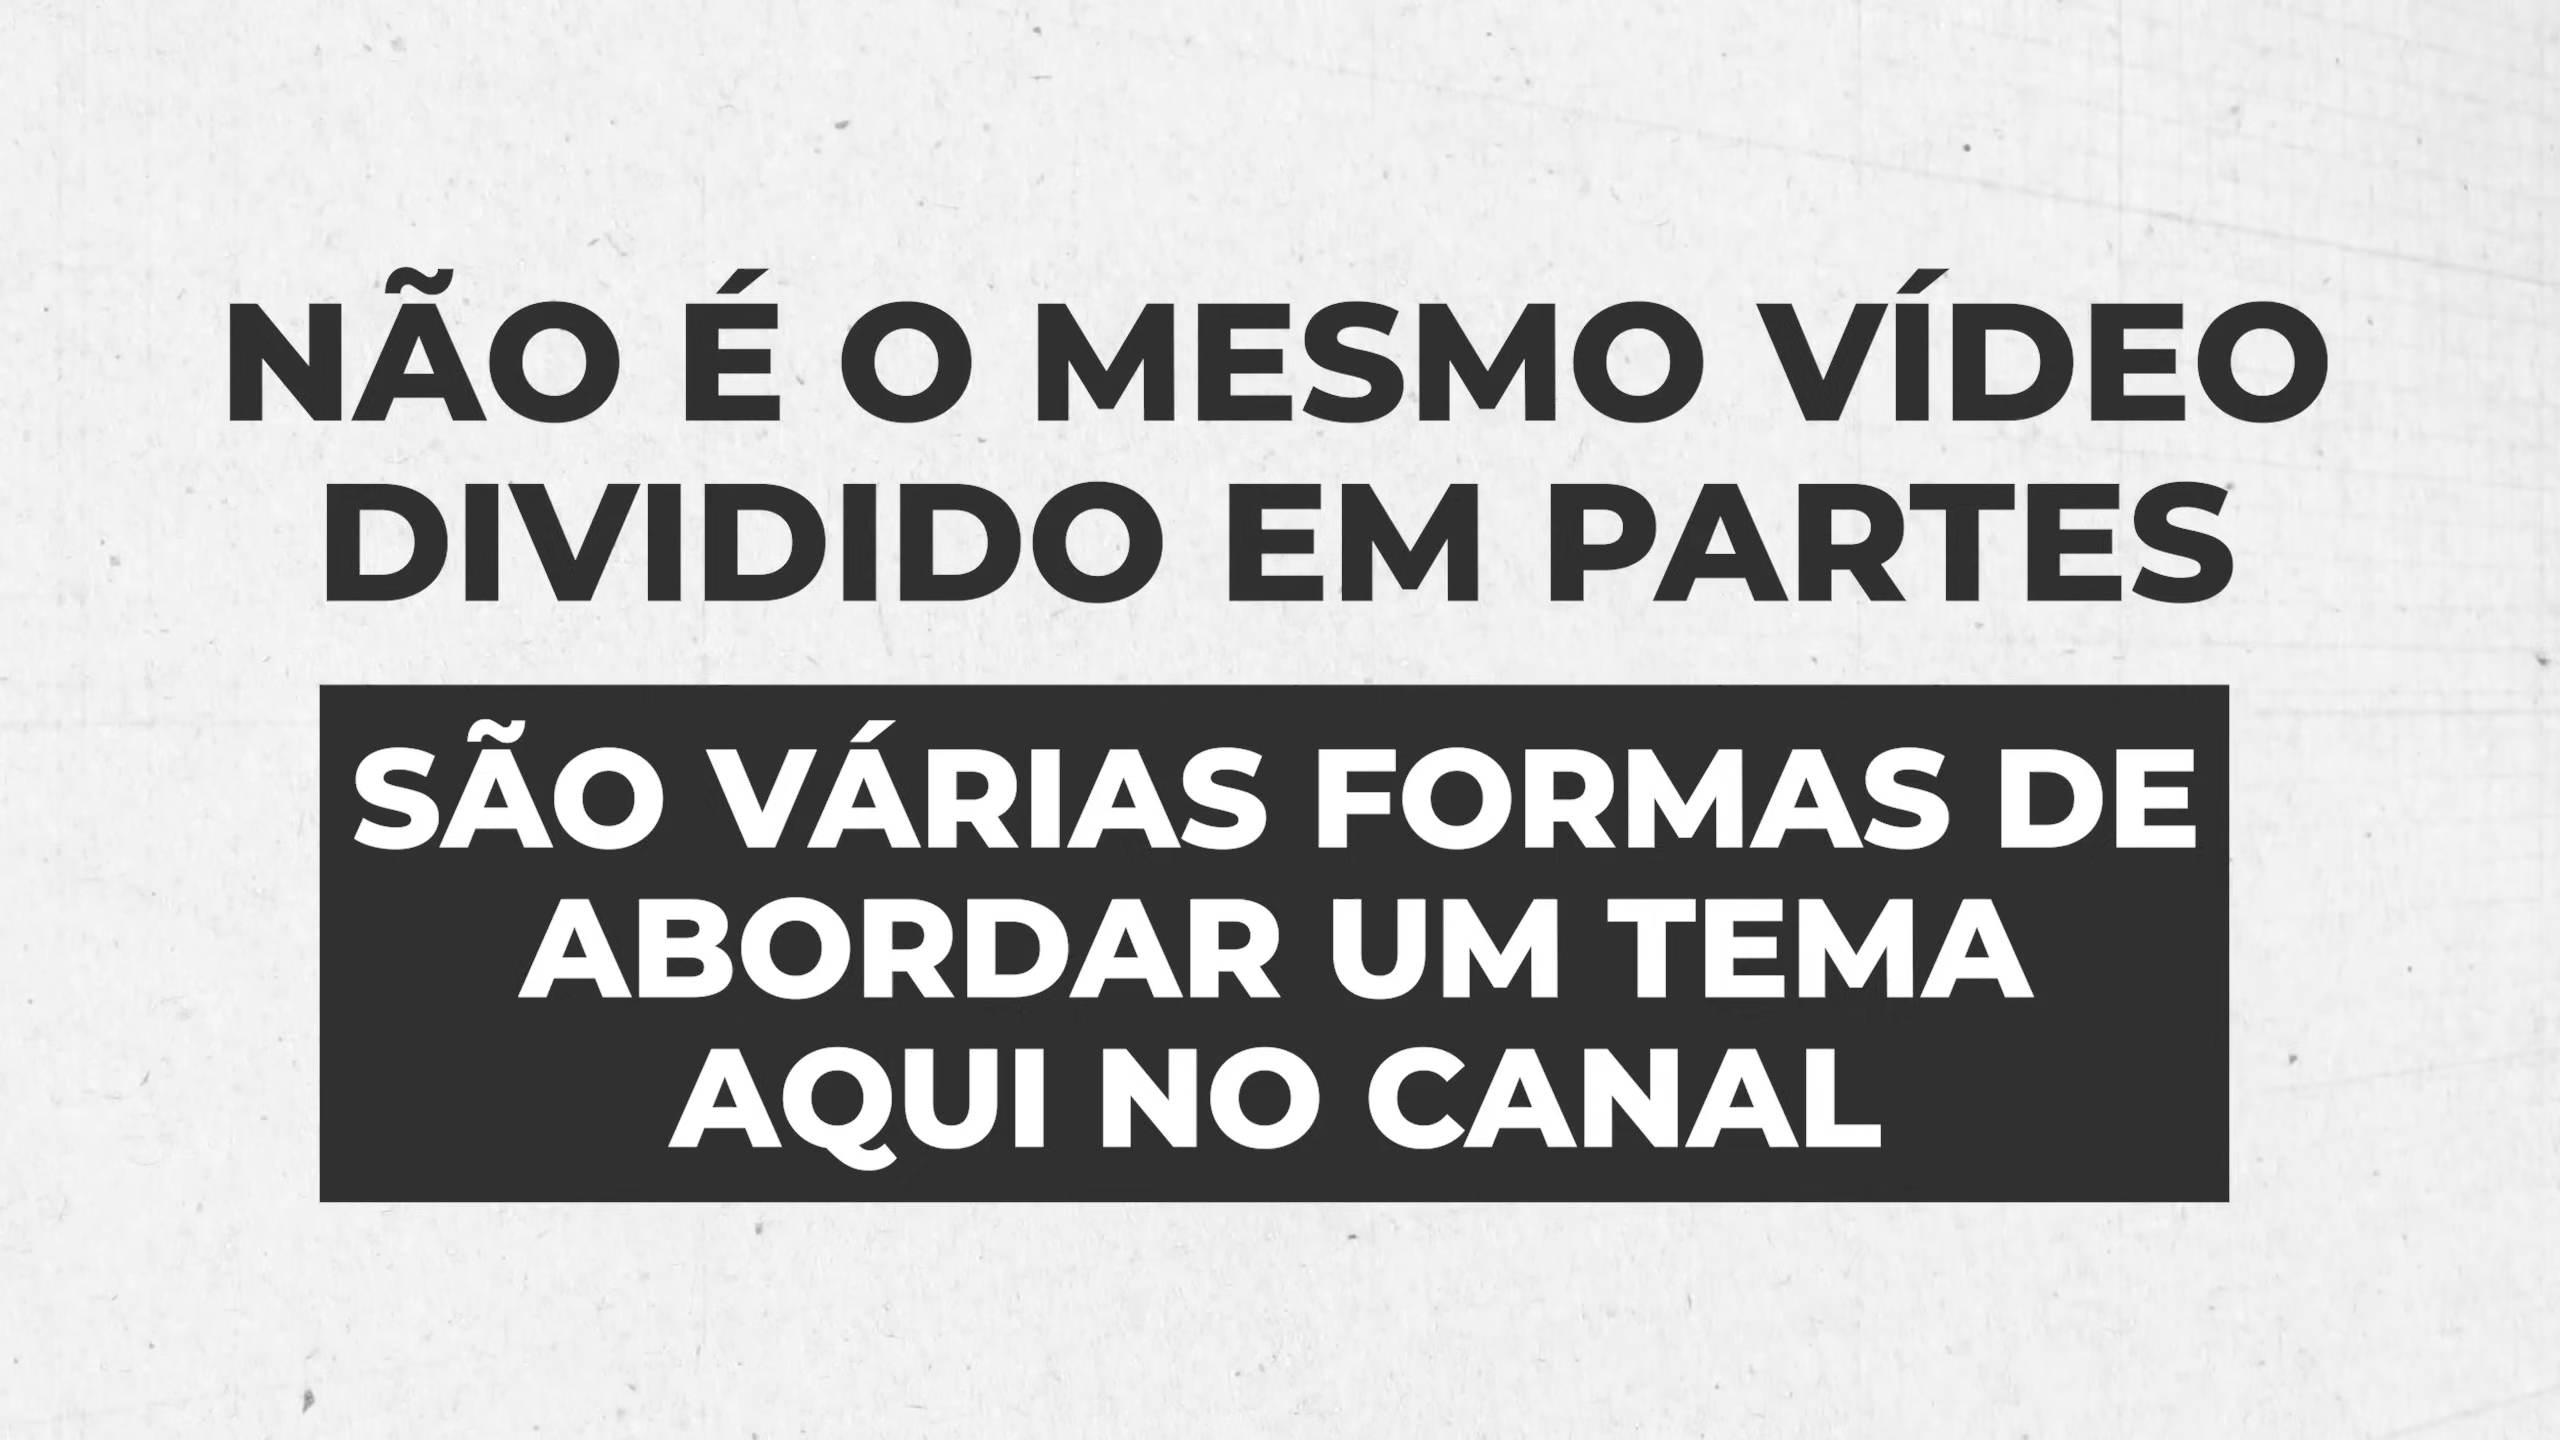 NÃO É O MESMO VÍDEO
DIVIDIDO EM PARTES
SÃO VÁRIAS FORMAS DE
ABORDAR UM TEMA
AQUI NO CANAL